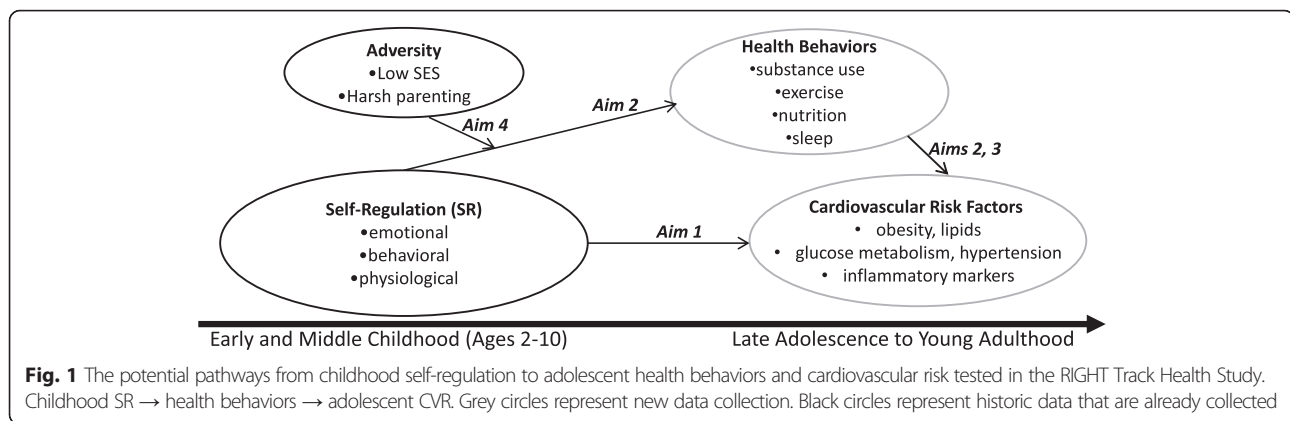 Adversity
•Low SES
•Harsh parenting
Health Behaviors
•substance use
•exercise
•nutrition
•sleep
Aim 2
Aim 4
Aims 2, 3
Self-Regulation (SR)
•emotional
•behavioral
•physiological
Aim 1
Cardiovascular Risk Factors
• obesity, lipids
• glucose metabolism, hypertension
• inflammatory markers
Early and Middle Childhood (Ages 2-10)
Late Adolescence to Young Adulthood
Fig. 1 The potential pathways from childhood self-regulation to adolescent health behaviors and cardiovascular risk tested in the RIGHT Track Health Study.
Childhood SR → health behaviors → adolescent CVR. Grey circles represent new data collection. Black circles represent historic data that are already collected